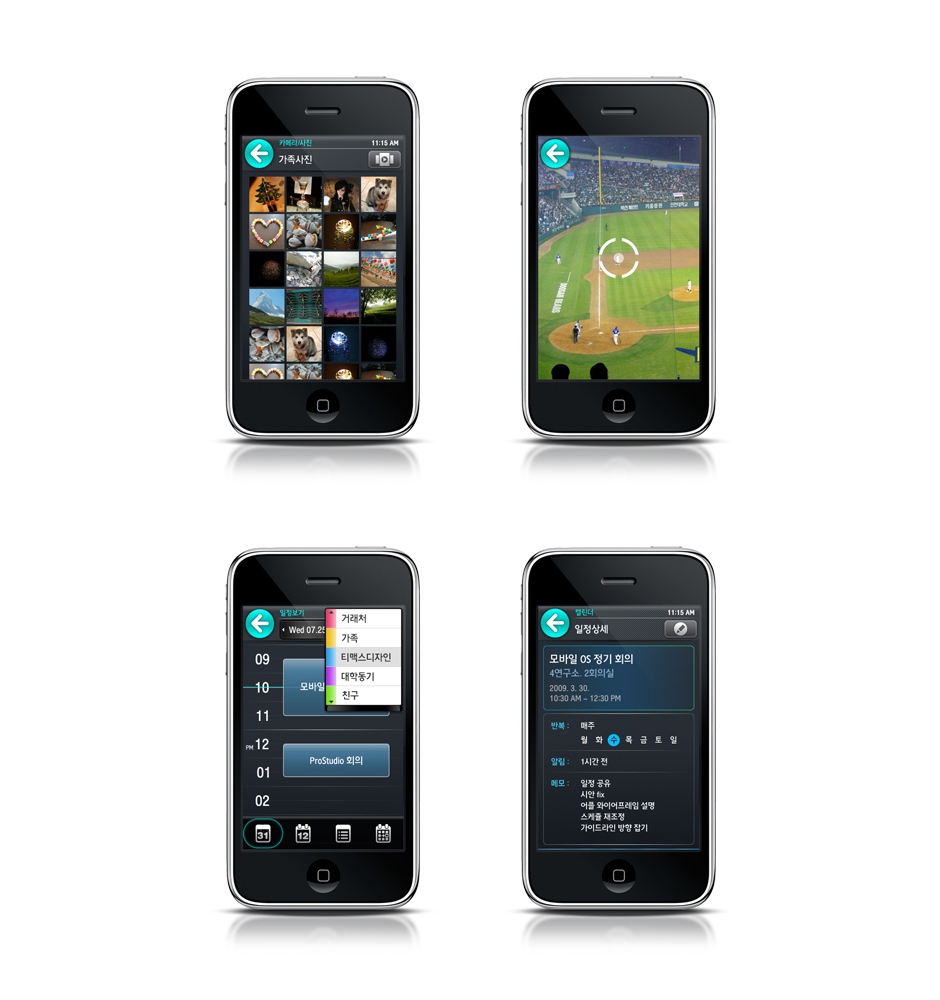 카메라/사진
11:15 AM
가족사진
DOOSAN BEARS
일정보기
Wed 07.25
거래처
가족
티맥스디자인
대학동기
친구
09
모바일
10
11
PM 12
ProStudio 회의
01
02
31
12
캘린더
11:15 AM
일정상세
모바일 OS 정기 회의
4연구소. 2회의실
2009. 3. 30.
10:30 AM ~ 12:30 PM
반복 : 매주
월 화 수 목 금 토 일
알림 : 1시간 전
메모 : 일정 공유
시안 fix
어플 와이어프레임 설명
스케쥴 재조정
가이드라인 방향 잡기